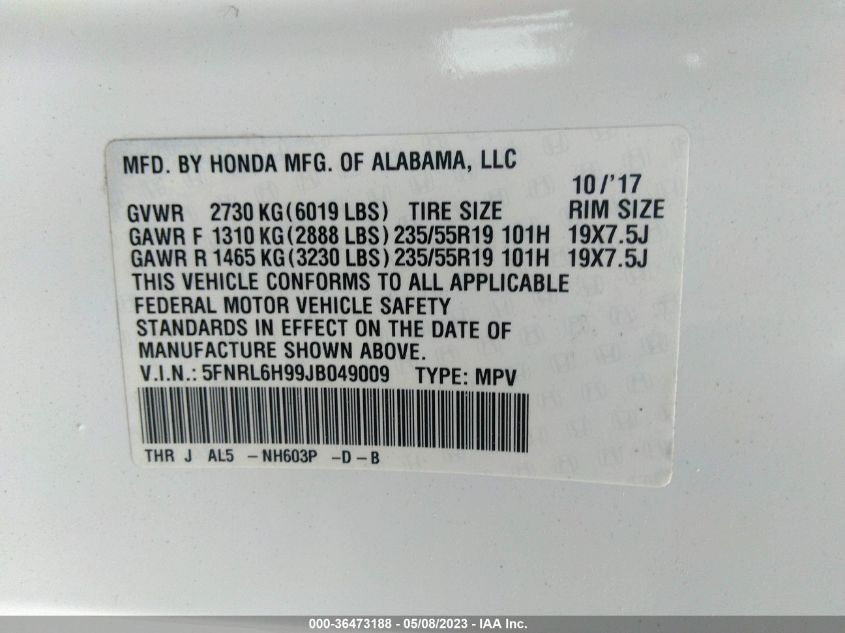 MFD. BY HONDA MFG. OF ALABAMA, LLC
10/'17
GVWR 2730 KG(6019 LBS) TIRE SIZE RIM SIZE
GAWR F 1310 KG(2888 LBS) 235/55R19 101H 19X7.5J
GAWR R 1465 KG(3230 LBS) 235/55R19 101H 19X7.5J
THIS VEHICLE CONFORMS TO ALL APPLICABLE
FEDERAL MOTOR VEHICLE SAFETY
STANDARDS IN EFFECT ON THE DATE OF
MANUFACTURE SHOWN ABOVE.
V.I.N.: 5FNRL6H99JB049009 TYPE: MPV
THR J AL5 -NH603P -D-B
000-36473188 - 05/08/2023 - IAA Inc.